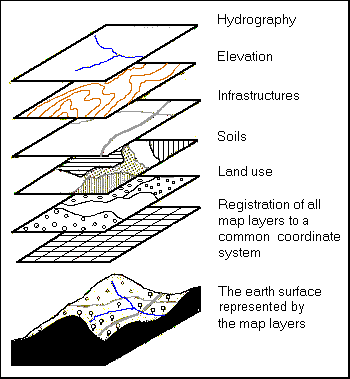 Hydrography
Elevation
Infrastructures
Soils
Land use
Registration of all
map layers to a
common coordinate
system
The earth surface
represented by
the map layers